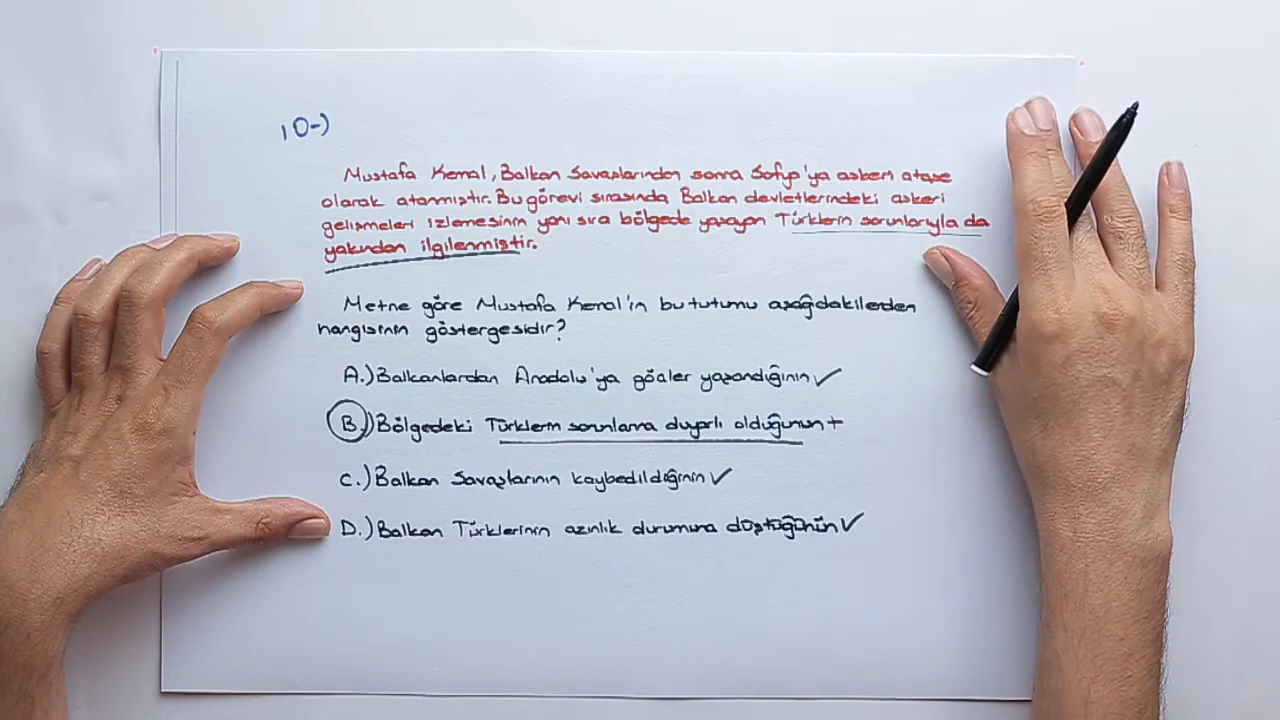 10-)
Mustafa Kemal, Balkan Savaşlarından sonra Sofya'ya askeri ataşe
olarak atanmıştır. Bu görevi sırasında Balkan devletlerindeki askeri
gelişmeleri izlemesinin yanı sıra bölgede yaşayan Türklerin sorunlarıyla da
yakından ilgilenmiştir.
Metne göre Mustafa Kemal'in bu tutumu aşağıdakilerden
hangisinin göstergesidir?
A.) Balkanlardan Anadolu'ya göçler yaşandığının ✓
B.) Bölgedeki Türklerin sorunlarına duyarlı olduğunun +
C.) Balkan Savaşlarının kaybedildiğinin ✓
D.) Balkan Türklerinin azınlık durumuna düştüğünün ✓